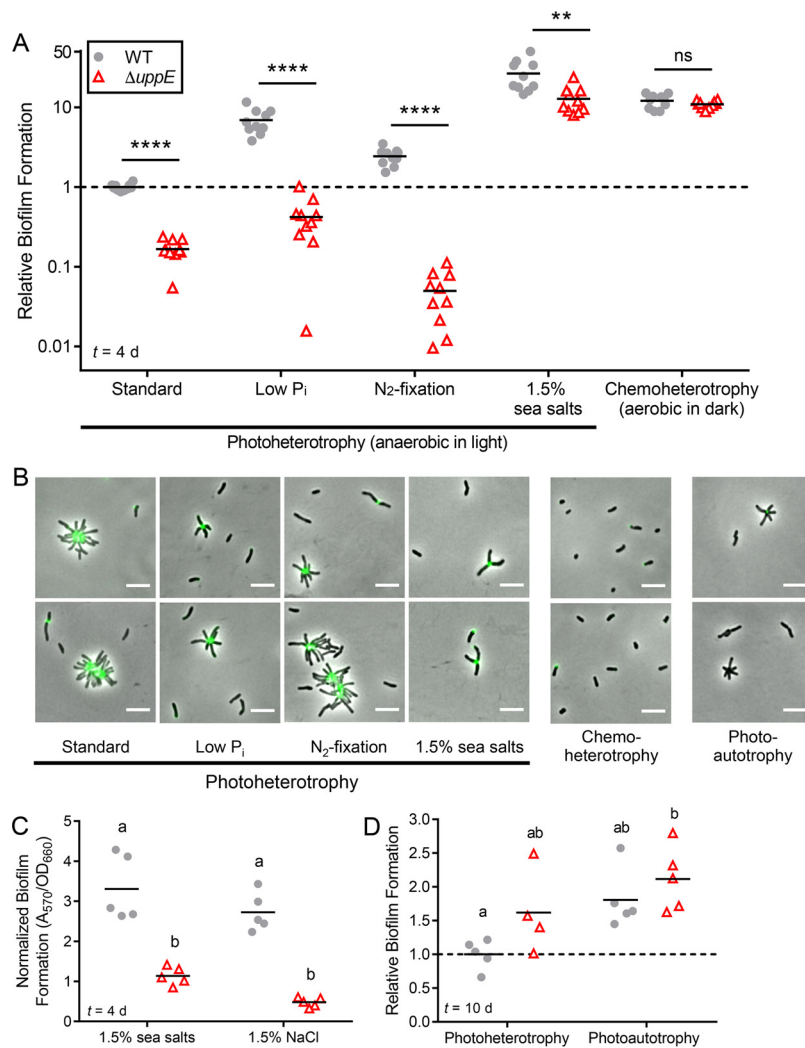 A
WT
ΔuppE
Relative Biofilm Formation
50
10
1
0.1
0.01
****
****
****
**
ns
t = 4 d
Standard
Low Pi
N2-fixation
1.5%
sea salts
Chemoheterotrophy
(aerobic in dark)
Photoheterotrophy (anaerobic in light)
B
Standard
Low Pi
N2-fixation
1.5% sea salts
Chemo-
heterotrophy
Photo-
autotrophy
Photoheterotrophy
C
Normalized Biofilm
Formation (A570/OD660)
5
4
3
2
1
0
a
b
a
b
t = 4 d
1.5% sea salts
1.5% NaCl
D
Relative Biofilm Formation
3.0
2.5
2.0
1.5
1.0
0.5
0.0
a
ab
ab
b
t = 10 d
Photoheterotrophy
Photoautotrophy